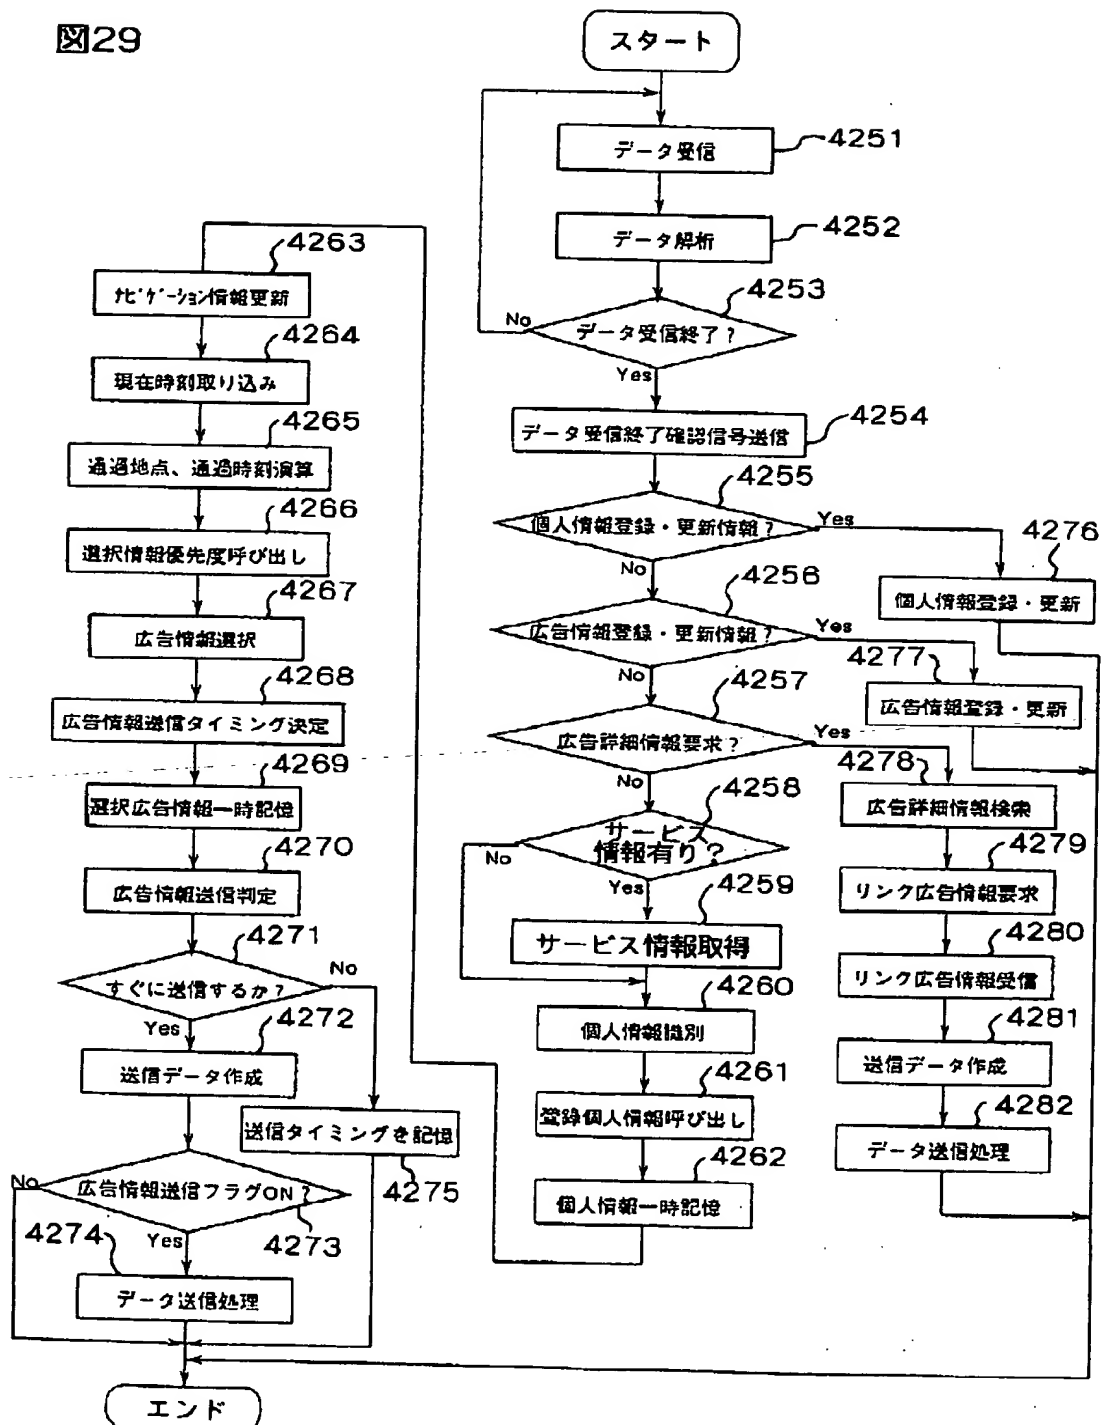 図29
スタート
データ受信
4251
データ解析
4252
データ受信終了?
4253
No
Yes
データ受信終了確認信号送信
4254
個人情報登録・更新情報?
4255
Yes
No
個人情報登録・更新
4276
広告情報登録・更新情報?
4256
Yes
No
広告情報登録・更新
4277
広告詳細情報要求?
4257
Yes
No
広告詳細情報検索
4278
リンク広告情報要求
4279
リンク広告情報受信
4280
送信データ作成
4281
データ送信処理
4282
サービス
情報有り?
4258
No
Yes
サービス情報取得
4259
個人情報識別
4260
登録個人情報呼び出し
4261
個人情報一時記憶
4262
ナビゲーション情報更新
4263
現在時刻取り込み
4264
通過地点、通過時刻演算
4265
選択情報優先度呼び出し
4266
広告情報選択
4267
広告情報送信タイミング決定
4268
選択広告情報一時記憶
4269
広告情報送信判定
4270
すぐに送信するか?
4271
No
Yes
送信データ作成
4272
送信タイミングを記憶
4275
広告情報送信フラグON?
4273
No
Yes
データ送信処理
4274
エンド